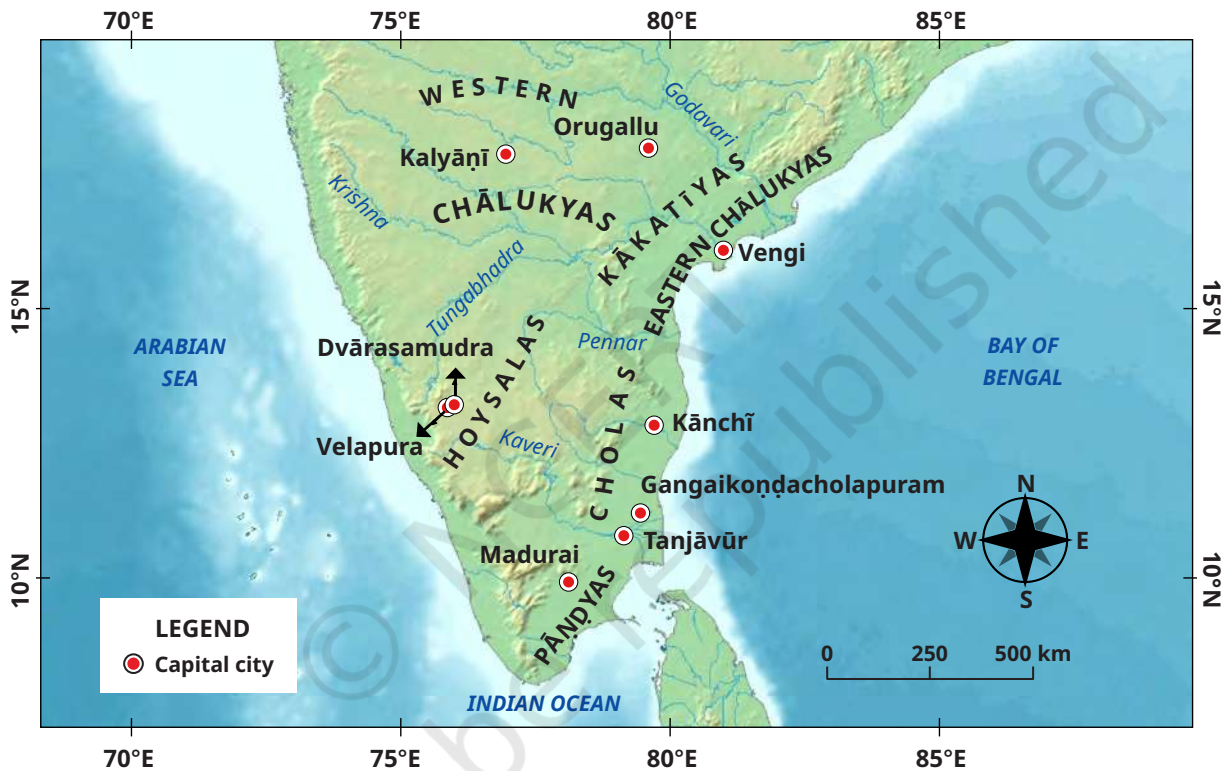 70°E 75°E 80°E 85°E
WESTERN
Godavari
Orugallu
Kalyāṇī
Krishna
CHĀLUKYAS
KĀKATĪYAS
EASTERN CHĀLUKYAS
Vengi
Tungabhadra
15°N 15°N
Pennar
ARABIAN
SEA
BAY OF
BENGAL
Dvārasamudra
HOYSALAS
CHOLAS
Kānchĩ
Velapura
Kaveri
Gangaikoṇḍacholapuram
Tanjāvūr
Madurai
PĀṆḌYAS
10°N 10°N
N
W E
S
LEGEND
Capital city
0 250 500 km
INDIAN OCEAN
70°E 75°E 80°E 85°E
© NCERT
be republished